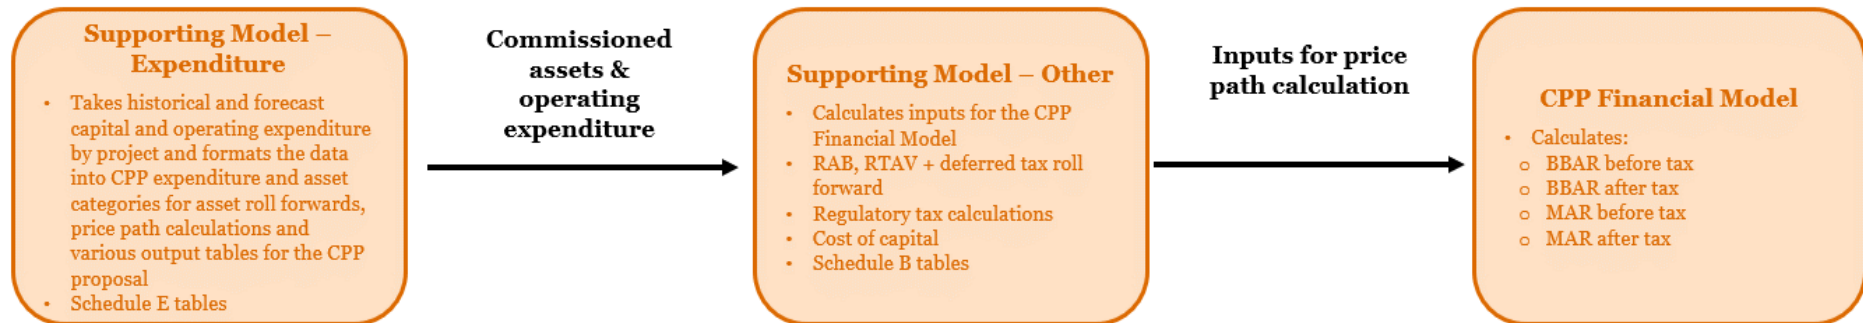 Supporting Model –
Expenditure
• Takes historical and forecast
capital and operating expenditure
by project and formats the data
into CPP expenditure and asset
categories for asset roll forwards,
price path calculations and
various output tables for the CPP
proposal
• Schedule E tables
Commissioned
assets &
operating
expenditure
Supporting Model – Other
• Calculates inputs for the CPP
Financial Model
• RAB, RTAV + deferred tax roll
forward
• Regulatory tax calculations
• Cost of capital
• Schedule B tables
Inputs for price
path calculation
CPP Financial Model
• Calculates:
o BBAR before tax
o BBAR after tax
o MAR before tax
o MAR after tax